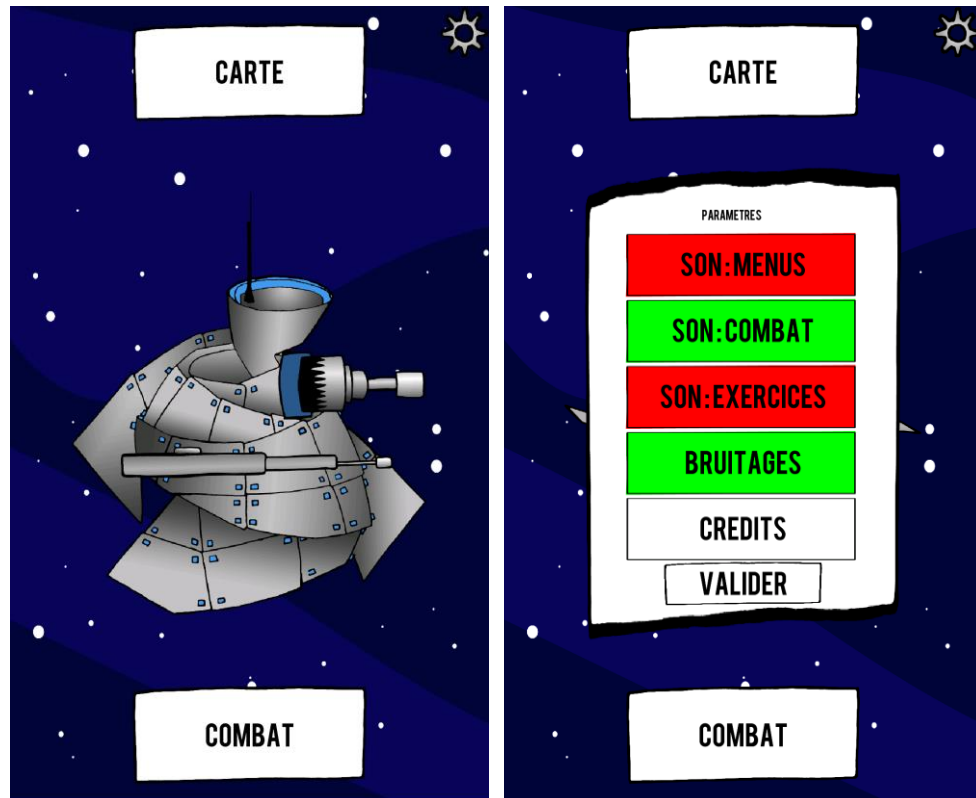 CARTE
COMBAT
CARTE
PARAMETRES
SON:MENUS
SON:COMBAT
SON:EXERCICES
BRUITAGES
CREDITS
VALIDER
COMBAT